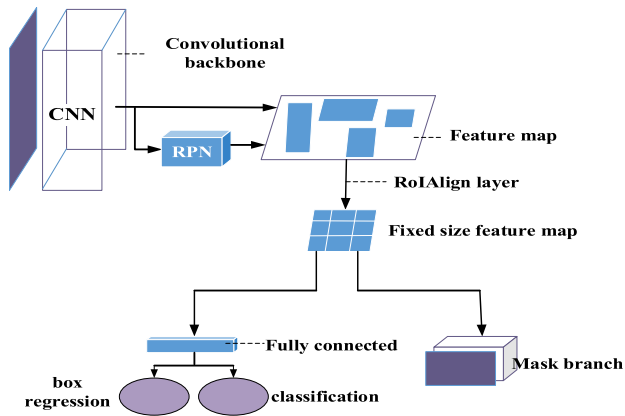 Convolutional
backbone
CNN
RPN
Feature map
RoIAlign layer
Fixed size feature map
Fully connected
Mask branch
box
regression
classification